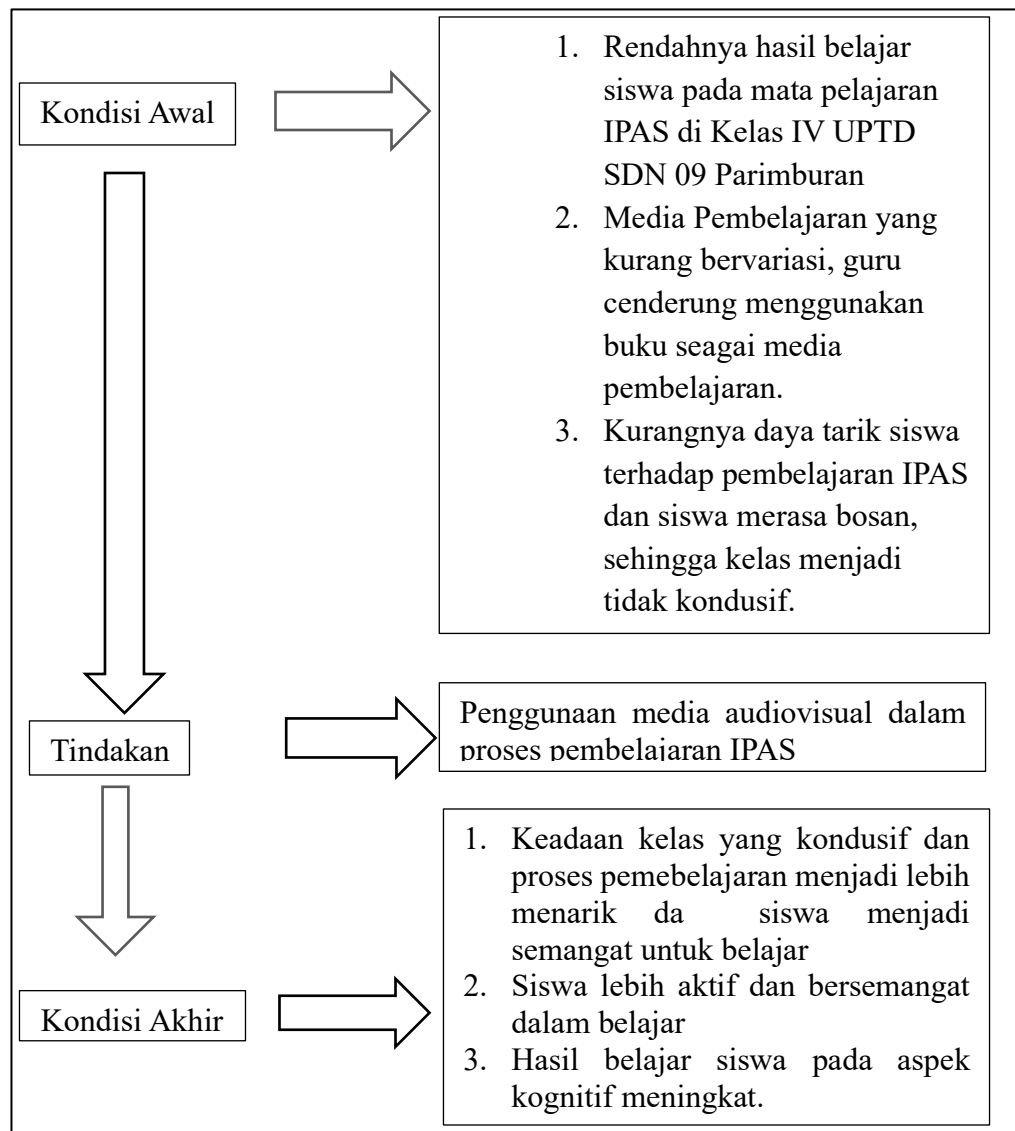 Kondisi Awal
1. Rendahnya hasil belajar
siswa pada mata pelajaran
IPAS di Kelas IV UPTD
SDN 09 Parimburan
2. Media Pembelajaran yang
kurang bervariasi, guru
cenderung menggunakan
buku seagai media
pembelajaran.
3. Kurangnya daya tarik siswa
terhadap pembelajaran IPAS
dan siswa merasa bosan,
sehingga kelas menjadi
tidak kondusif.
Tindakan
Penggunaan media audiovisual dalam
proses pembelajaran IPAS
Kondisi Akhir
1. Keadaan kelas yang kondusif dan
proses pemebelajaran menjadi lebih
menarik da siswa menjadi
semangat untuk belajar
2. Siswa lebih aktif dan bersemangat
dalam belajar
3. Hasil belajar siswa pada aspek
kognitif meningkat.